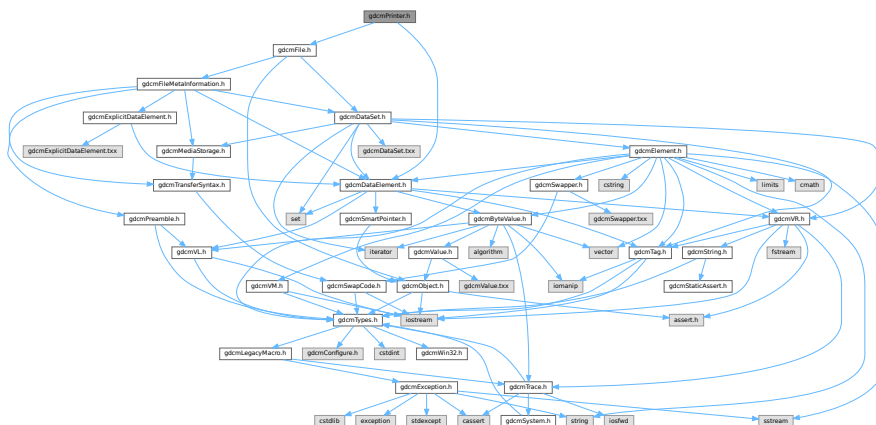 gdcmPrinter.h
gdcmFile.h
gdcmFileMetaInformation.h
gdcmExplicitDataElement.h
gdcmDataSet.h
gdcmExplicitDataElement.txx
gdcmMediaStorage.h
gdcmDataSet.txx
gdcmElement.h
gdcmTransferSyntax.h
gdcmDataElement.h
gdcmSwapper.h
cstring
limits
cmath
gdcmPreamble.h
set
gdcmSmartPointer.h
gdcmByteValue.h
gdcmSwapper.txx
gdcmVR.h
gdcmVL.h
iterator
gdcmValue.h
algorithm
vector
gdcmTag.h
gdcmString.h
fstream
gdcmVM.h
gdcmSwapCode.h
gdcmObject.h
gdcmValue.txx
iomanip
gdcmStaticAssert.h
gdcmTypes.h
iostream
assert.h
gdcmLegacyMacro.h
gdcmConfigure.h
cstdint
gdcmWin32.h
gdcmException.h
gdcmTrace.h
cstdlib
exception
stdexcept
cassert
gdcmSystem.h
string
iosfwd
sstream